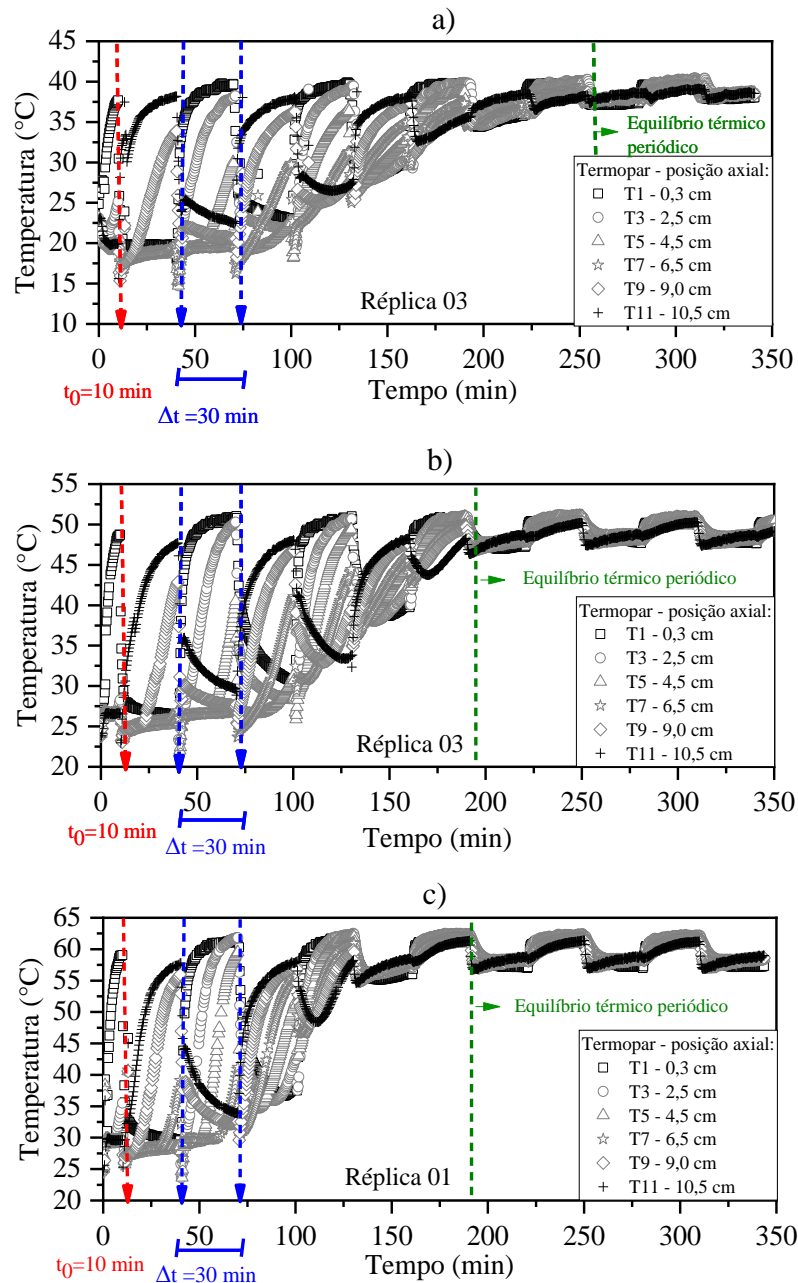 a)
45
40
35
30
25
20
15
10
Temperatura (°C)
Equilíbrio térmico
periódico
Termopar - posição axial:
T1 - 0,3 cm
T3 - 2,5 cm
T5 - 4,5 cm
T7 - 6,5 cm
T9 - 9,0 cm
T11 - 10,5 cm
Réplica 03
0 50 100 150 200 250 300 350
Tempo (min)
t0=10 min
Δt =30 min
b)
55
50
45
40
35
30
25
20
Temperatura (°C)
Equilíbrio térmico periódico
Termopar - posição axial:
T1 - 0,3 cm
T3 - 2,5 cm
T5 - 4,5 cm
T7 - 6,5 cm
T9 - 9,0 cm
T11 - 10,5 cm
Réplica 03
0 50 100 150 200 250 300 350
Tempo (min)
t0=10 min
Δt =30 min
c)
65
60
55
50
45
40
35
30
25
20
Temperatura (°C)
Equilíbrio térmico periódico
Termopar - posição axial:
T1 - 0,3 cm
T3 - 2,5 cm
T5 - 4,5 cm
T7 - 6,5 cm
T9 - 9,0 cm
T11 - 10,5 cm
Réplica 01
0 50 100 150 200 250 300 350
Tempo (min)
t0=10 min
Δt =30 min